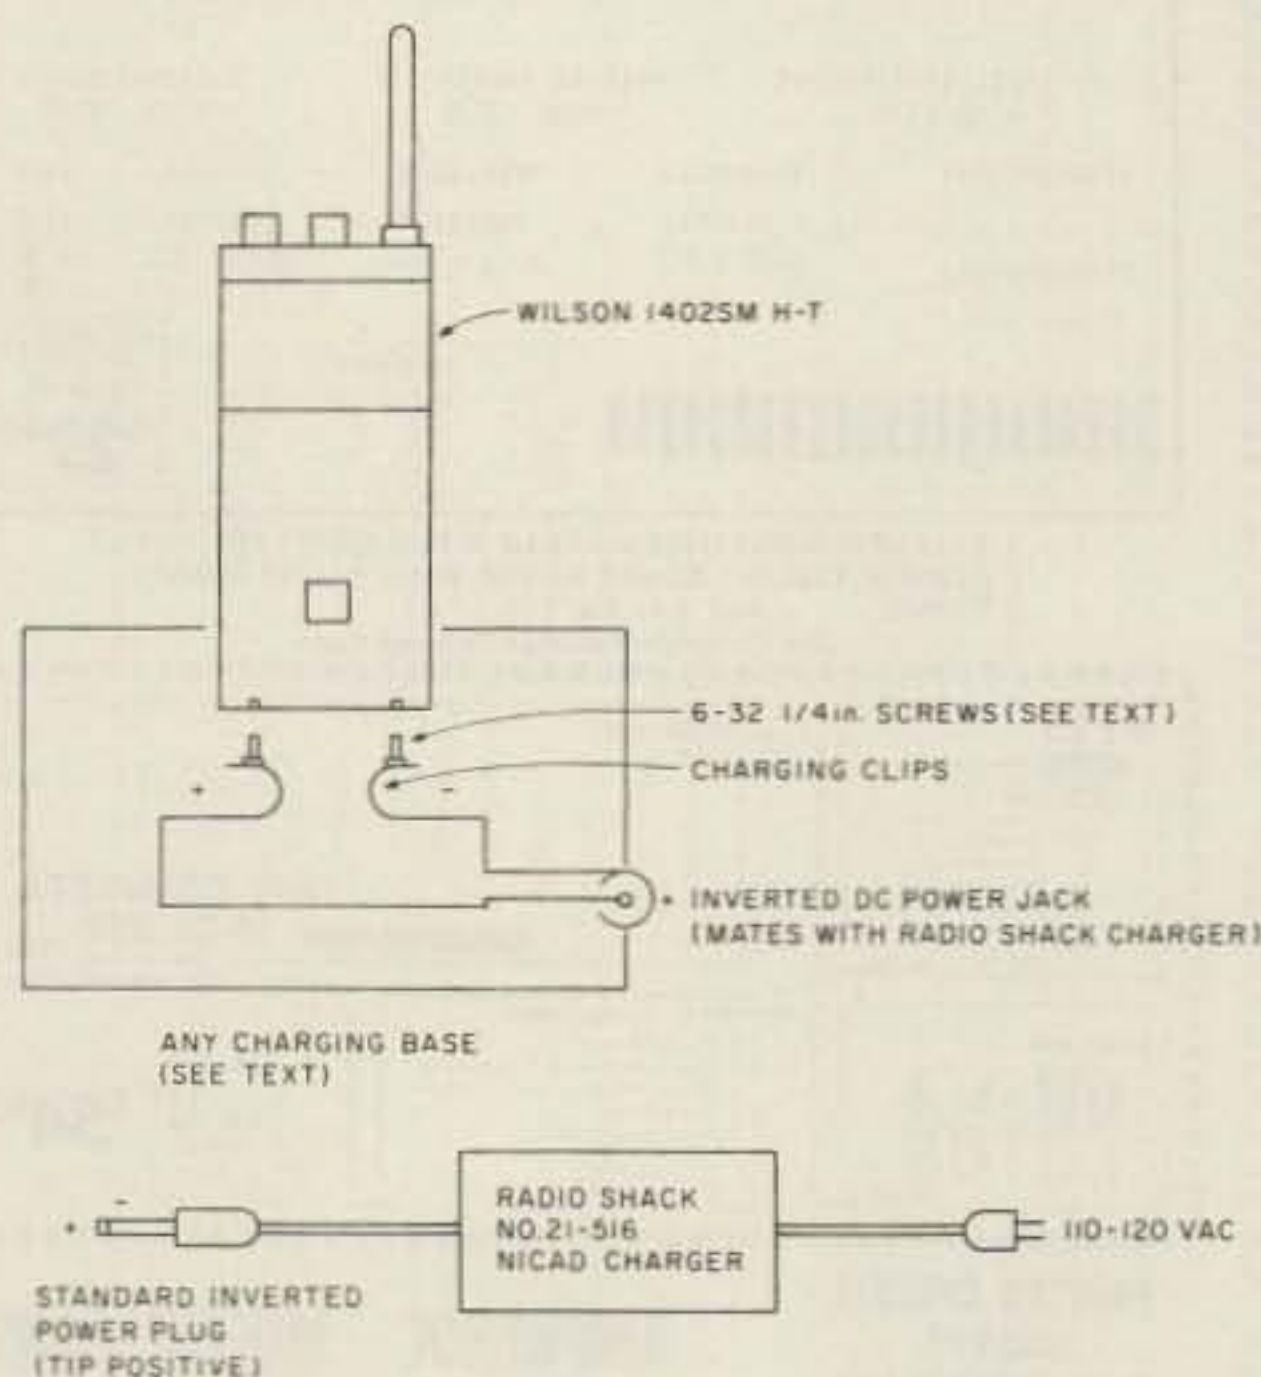 WILSON 1402SM H-T
6-32 1/4in. SCREWS (SEE TEXT)
CHARGING CLIPS
+ -
+ INVERTED DC POWER JACK
(MATES WITH RADIO SHACK CHARGER)
ANY CHARGING BASE
(SEE TEXT)
RADIO SHACK
NO.21-516
NICAD CHARGER
-
+
110-120 VAC
STANDARD INVERTED
POWER PLUG
(TIP POSITIVE)